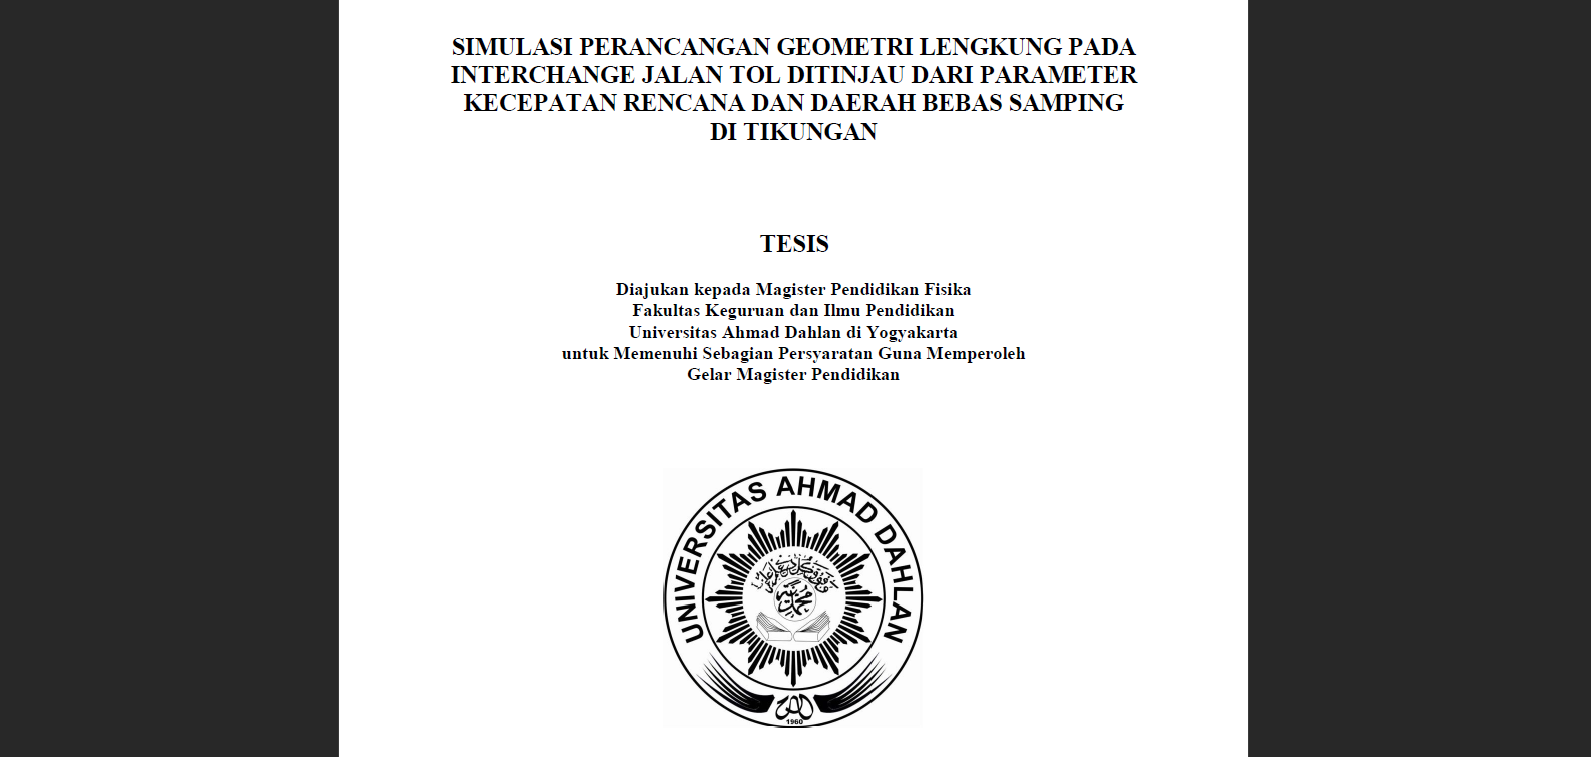 SIMULASI PERANCANGAN GEOMETRI LENGKUNG PADA
INTERCHANGE JALAN TOL DITINJAU DARI PARAMETER
KECEPATAN RENCANA DAN DAERAH BEBAS SAMPING
DI TIKUNGAN
TESIS
Diajukan kepada Magister Pendidikan Fisika
Fakultas Keguruan dan Ilmu Pendidikan
Universitas Ahmad Dahlan di Yogyakarta
untuk Memenuhi Sebagian Persyaratan Guna Memperoleh
Gelar Magister Pendidikan
UNIVERSITAS AHMAD DAHLAN
1960